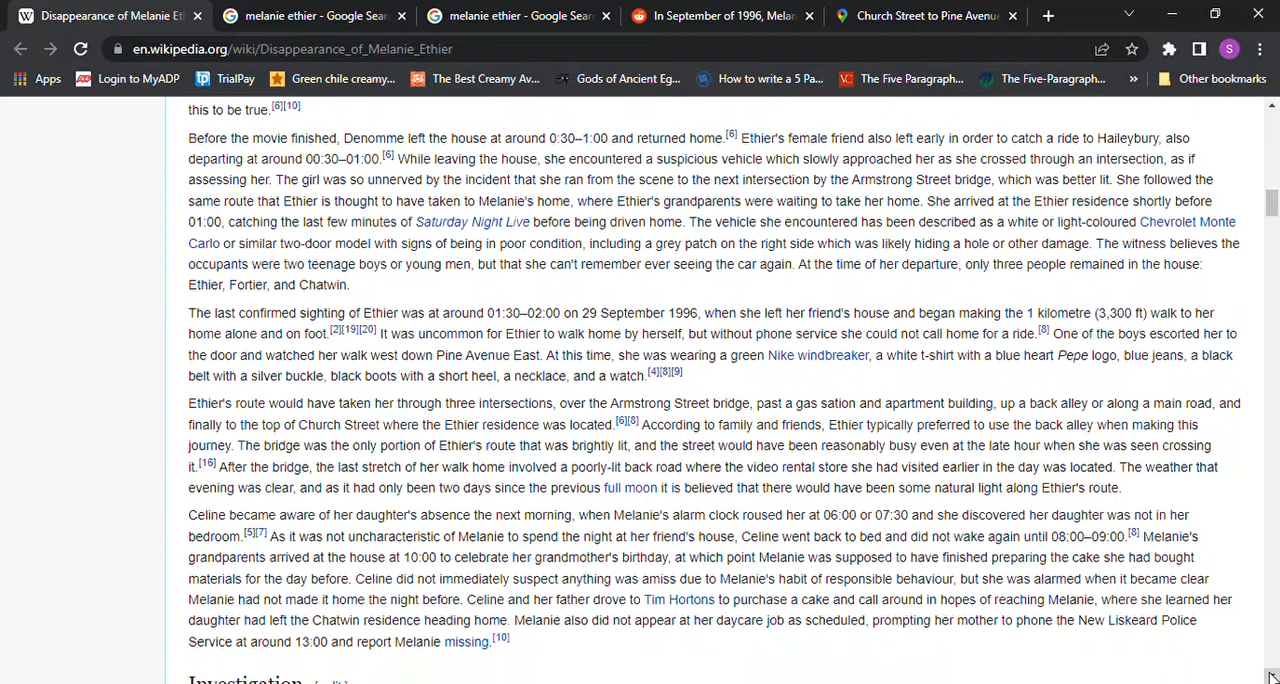 Disappearance of Melanie Et
melanie ethier - Google Sear
melanie ethier - Google Sear
In September of 1996, Melan
Church Street to Pine Avenue
en.wikipedia.org/wiki/Disappearance_of_Melanie_Ethier
S
Apps
Login to MyADP
TrialPay
Green chile creamy...
The Best Creamy Av...
Gods of Ancient Eg...
How to write a 5 Pa...
The Five Paragraph...
The Five-Paragraph...
»
Other bookmarks
this to be true.[6][10]
Before the movie finished, Denomme left the house at around 0:30–1:00 and returned home.[6] Ethier's female friend also left early in order to catch a ride to Haileybury, also
departing at around 00:30–01:00.[6] While leaving the house, she encountered a suspicious vehicle which slowly approached her as she crossed through an intersection, as if
assessing her. The girl was so unnerved by the incident that she ran from the scene to the next intersection by the Armstrong Street bridge, which was better lit. She followed the
same route that Ethier is thought to have taken to Melanie's home, where Ethier's grandparents were waiting to take her home. She arrived at the Ethier residence shortly before
01:00, catching the last few minutes of Saturday Night Live before being driven home. The vehicle she encountered has been described as a white or light-coloured Chevrolet Monte
Carlo or similar two-door model with signs of being in poor condition, including a grey patch on the right side which was likely hiding a hole or other damage. The witness believes the
occupants were two teenage boys or young men, but that she can't remember ever seeing the car again. At the time of her departure, only three people remained in the house:
Ethier, Fortier, and Chatwin.
The last confirmed sighting of Ethier was at around 01:30–02:00 on 29 September 1996, when she left her friend's house and began making the 1 kilometre (3,300 ft) walk to her
home alone and on foot.[2][19][20] It was uncommon for Ethier to walk home by herself, but without phone service she could not call home for a ride.[8] One of the boys escorted her to
the door and watched her walk west down Pine Avenue East. At this time, she was wearing a green Nike windbreaker, a white t-shirt with a blue heart Pepe logo, blue jeans, a black
belt with a silver buckle, black boots with a short heel, a necklace, and a watch.[4][8][9]
Ethier's route would have taken her through three intersections, over the Armstrong Street bridge, past a gas sation and apartment building, up a back alley or along a main road, and
finally to the top of Church Street where the Ethier residence was located.[6][8] According to family and friends, Ethier typically preferred to use the back alley when making this
journey. The bridge was the only portion of Ethier's route that was brightly lit, and the street would have been reasonably busy even at the late hour when she was seen crossing
it.[16] After the bridge, the last stretch of her walk home involved a poorly-lit back road where the video rental store she had visited earlier in the day was located. The weather that
evening was clear, and as it had only been two days since the previous full moon it is believed that there would have been some natural light along Ethier's route.
Celine became aware of her daughter's absence the next morning, when Melanie's alarm clock roused her at 06:00 or 07:30 and she discovered her daughter was not in her
bedroom.[5][7] As it was not uncharacteristic of Melanie to spend the night at her friend's house, Celine went back to bed and did not wake again until 08:00–09:00.[8] Melanie's
grandparents arrived at the house at 10:00 to celebrate her grandmother's birthday, at which point Melanie was supposed to have finished preparing the cake she had bought
materials for the day before. Celine did not immediately suspect anything was amiss due to Melanie's habit of responsible behaviour, but she was alarmed when it became clear
Melanie had not made it home the night before. Celine and her father drove to Tim Hortons to purchase a cake and call around in hopes of reaching Melanie, where she learned her
daughter had left the Chatwin residence heading home. Melanie also did not appear at her daycare job as scheduled, prompting her mother to phone the New Liskeard Police
Service at around 13:00 and report Melanie missing.[10]
Investigation [edit]